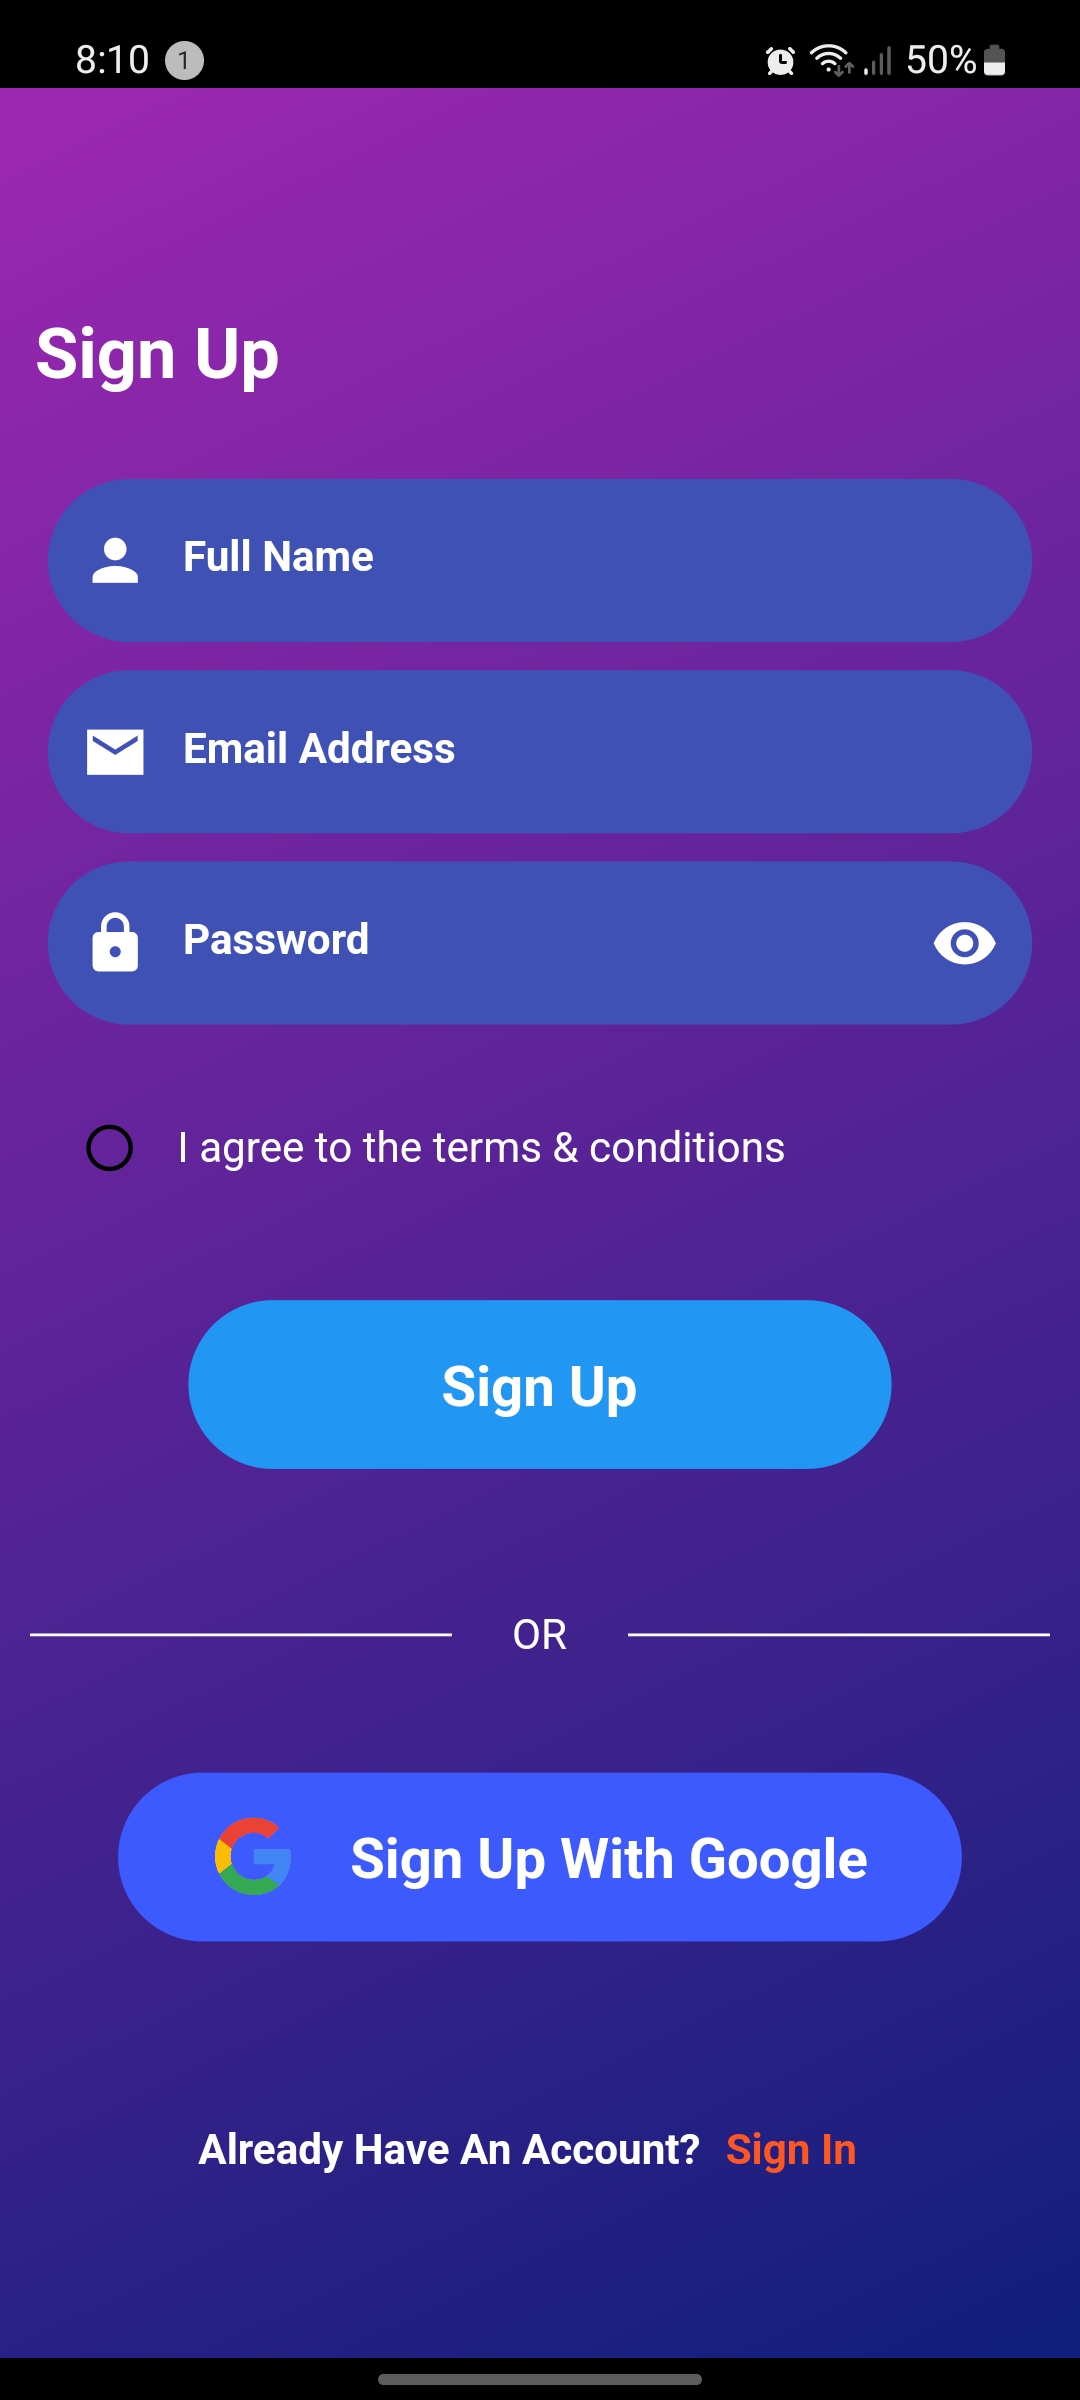 8:10 1 50%
Sign Up
Full Name
Email Address
Password
I agree to the terms & conditions
Sign Up
OR
Sign Up With Google
Already Have An Account? Sign In